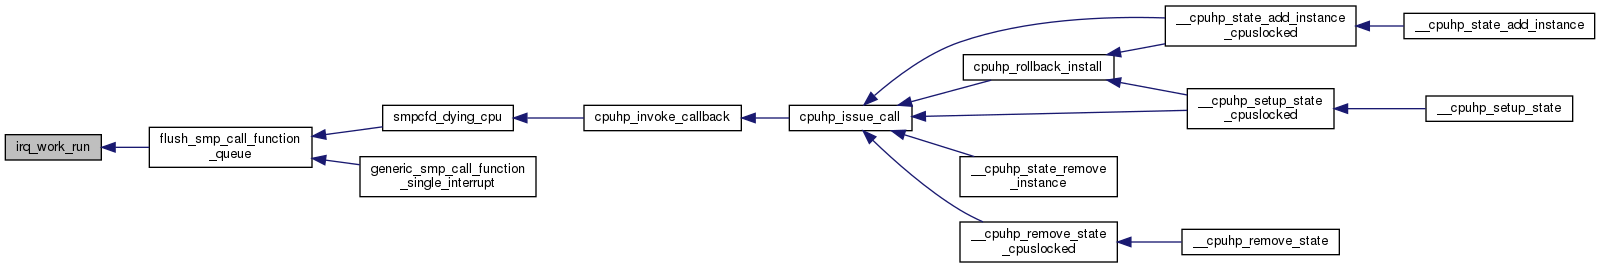 irq_work_run
flush_smp_call_function
_queue
smpcfd_dying_cpu
generic_smp_call_function
_single_interrupt
cpuhp_invoke_callback
cpuhp_issue_call
__cpuhp_state_add_instance
_cpuslocked
__cpuhp_state_add_instance
cpuhp_rollback_install
__cpuhp_setup_state
_cpuslocked
__cpuhp_setup_state
__cpuhp_state_remove
_instance
__cpuhp_remove_state
_cpuslocked
__cpuhp_remove_state